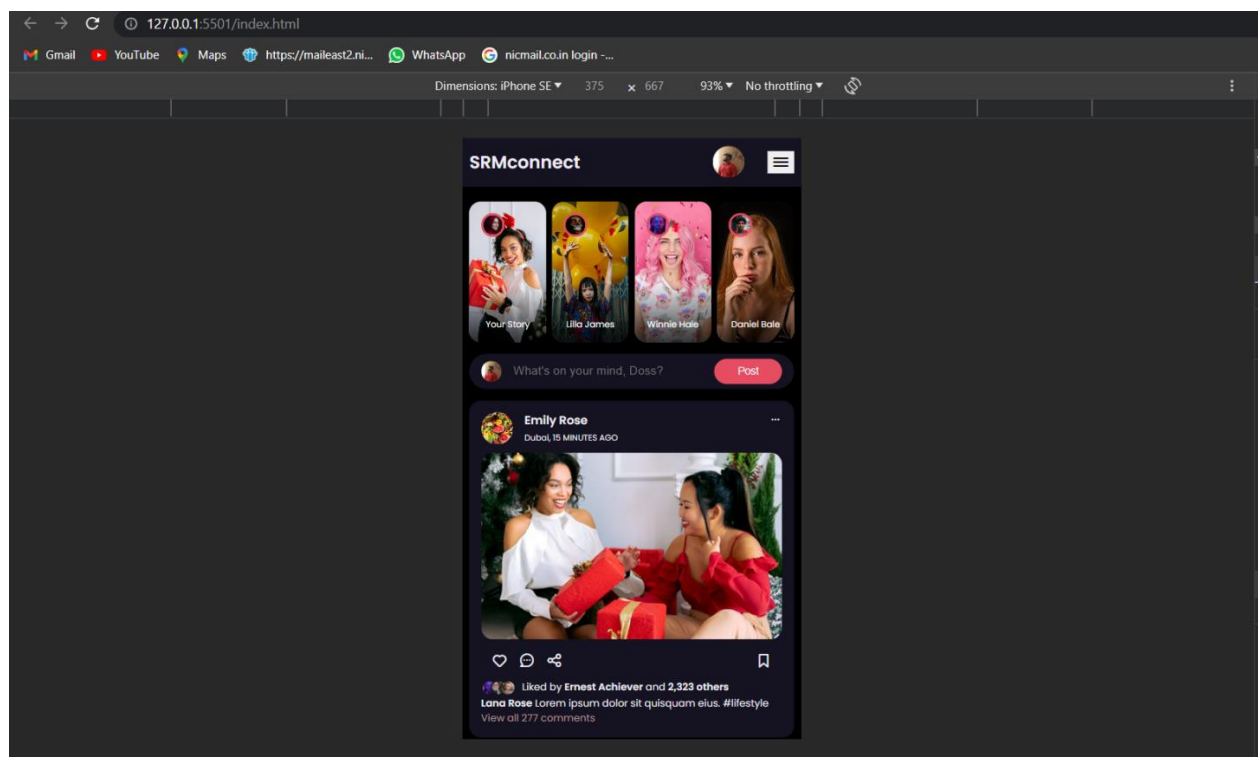 127.0.0.1:5501/index.html
Gmail YouTube Maps https://maileast2.ni... WhatsApp nicmail.co.in login -...
Dimensions: iPhone SE 375 × 667 93% No throttling
SRMconnect
Your Story Lilla James Winnie Hale Daniel Bale
What's on your mind, Doss? Post
Emily Rose
Dubai, 15 MINUTES AGO
Liked by Ernest Achiever and 2,323 others
Lana Rose Lorem ipsum dolor sit quisquam eius. #lifestyle
View all 277 comments